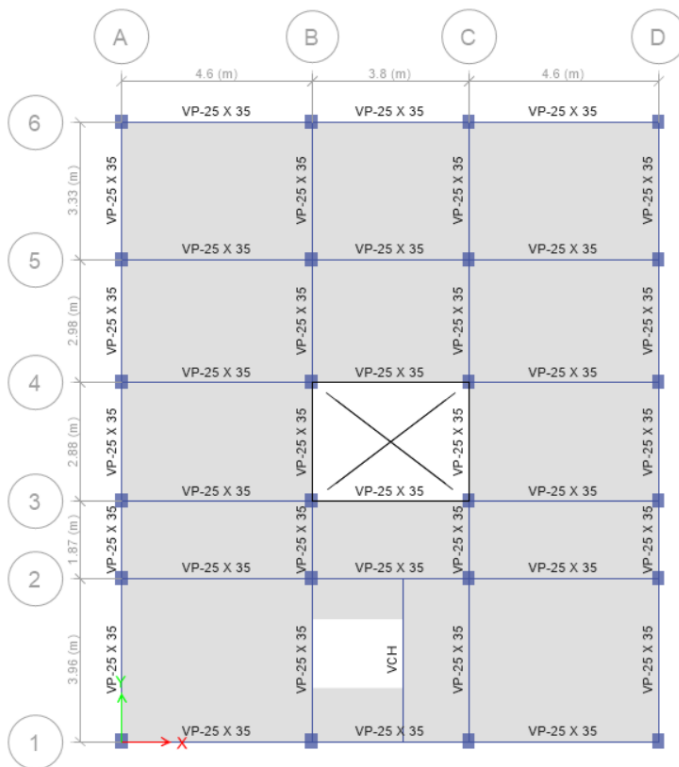 A B C D
4.6 (m) 3.8 (m) 4.6 (m)
VP-25 X 35 VP-25 X 35 VP-25 X 35
6
3.33 (m) VP-25 X 35 VP-25 X 35 VP-25 X 35 VP-25 X 35
VP-25 X 35 VP-25 X 35 VP-25 X 35
5
2.98 (m) VP-25 X 35 VP-25 X 35 VP-25 X 35 VP-25 X 35
VP-25 X 35 VP-25 X 35 VP-25 X 35
4
2.88 (m) VP-25 X 35 VP-25 X 35 VP-25 X 35 VP-25 X 35
VP-25 X 35 VP-25 X 35 VP-25 X 35
3
1.87 (m) VP-25 X 35 VP-25 X 35 VP-25 X 35 VP-25 X 35
VP-25 X 35 VP-25 X 35 VP-25 X 35
2
3.96 (m) VP-25 X 35 VP-25 X 35 VCH VP-25 X 35 VP-25 X 35
Y
VP-25 X 35 VP-25 X 35 VP-25 X 35
1
X